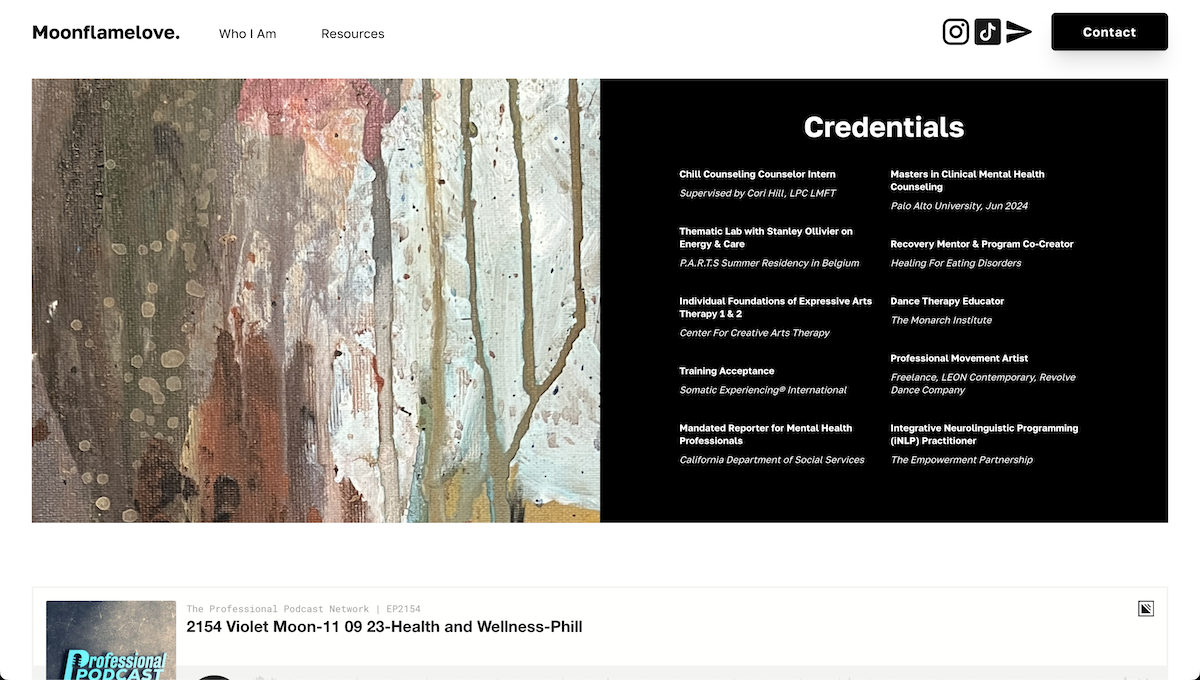 Moonflamelove.
Who I Am
Resources
Contact
Credentials
Chill Counseling Counselor Intern
Supervised by Cori Hill, LPC LMFT
Thematic Lab with Stanley Ollivier on
Energy & Care
P.A.R.T.S Summer Residency in Belgium
Individual Foundations of Expressive Arts
Therapy 1 & 2
Center For Creative Arts Therapy
Training Acceptance
Somatic Experiencing® International
Mandated Reporter for Mental Health
Professionals
California Department of Social Services
Masters in Clinical Mental Health
Counseling
Palo Alto University, Jun 2024
Recovery Mentor & Program Co-Creator
Healing For Eating Disorders
Dance Therapy Educator
The Monarch Institute
Professional Movement Artist
Freelance, LEON Contemporary, Revolve
Dance Company
Integrative Neurolinguistic Programming
(iNLP) Practitioner
The Empowerment Partnership
The Professional Podcast Network | EP2154
2154 Violet Moon-11 09 23-Health and Wellness-Phill
Professional
PODCAST